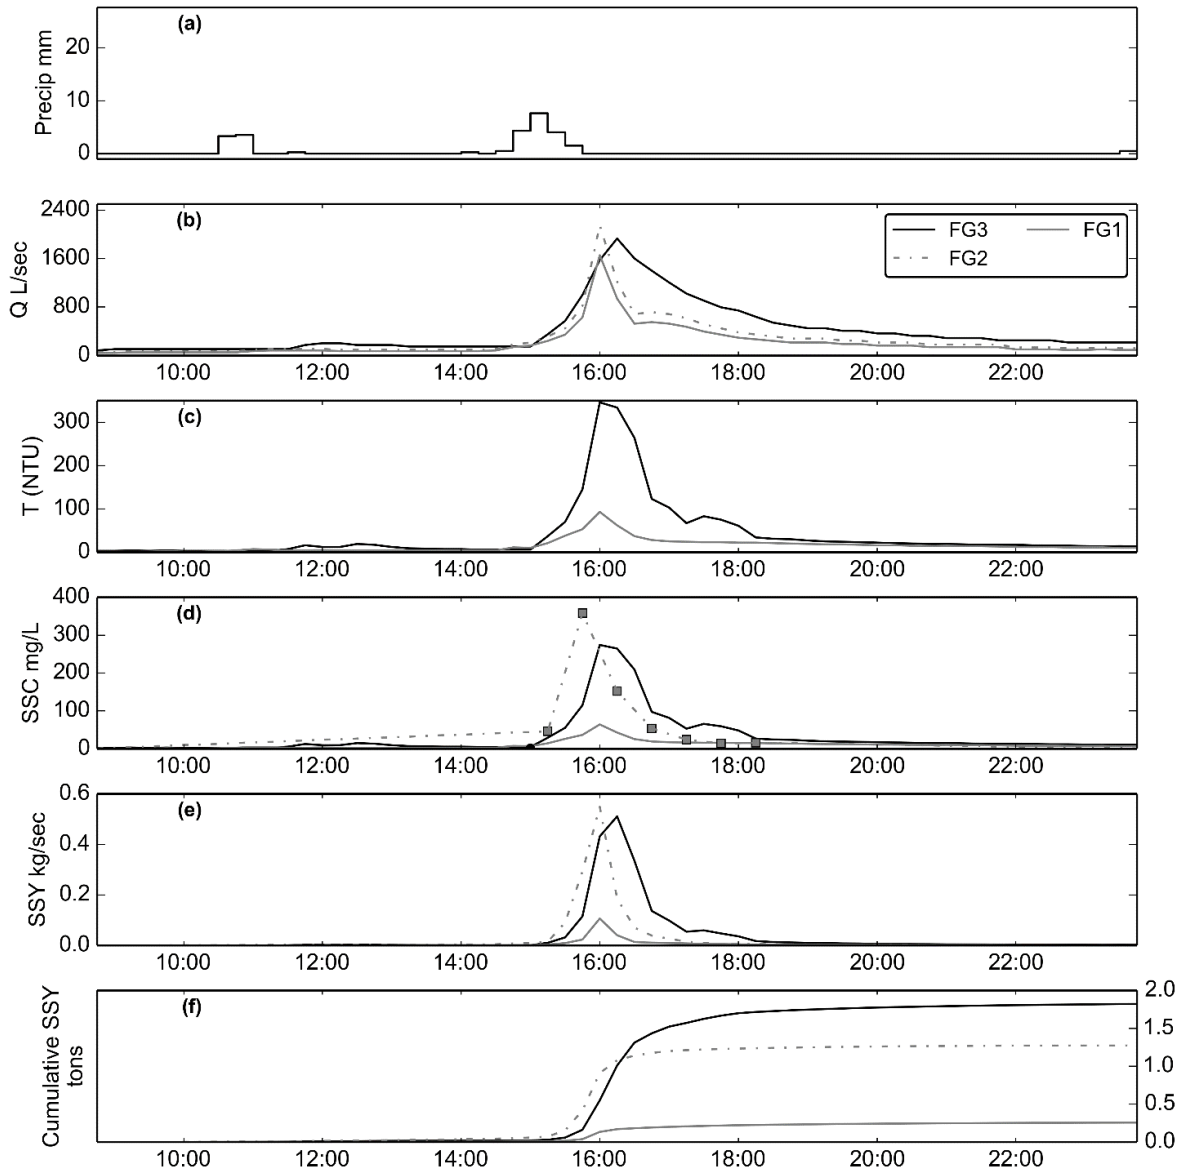 (a)
Precip mm
20
10
0
(b)
Q L/sec
2400
1600
800
0
FG3
FG1
FG2
10:00 12:00 14:00 16:00 18:00 20:00 22:00
(c)
T (NTU)
300
200
100
0
10:00 12:00 14:00 16:00 18:00 20:00 22:00
(d)
SSC mg/L
400
300
200
100
0
10:00 12:00 14:00 16:00 18:00 20:00 22:00
(e)
SSY kg/sec
0.6
0.4
0.2
0.0
10:00 12:00 14:00 16:00 18:00 20:00 22:00
(f)
Cumulative SSY
tons
2.0
1.5
1.0
0.5
0.0
10:00 12:00 14:00 16:00 18:00 20:00 22:00